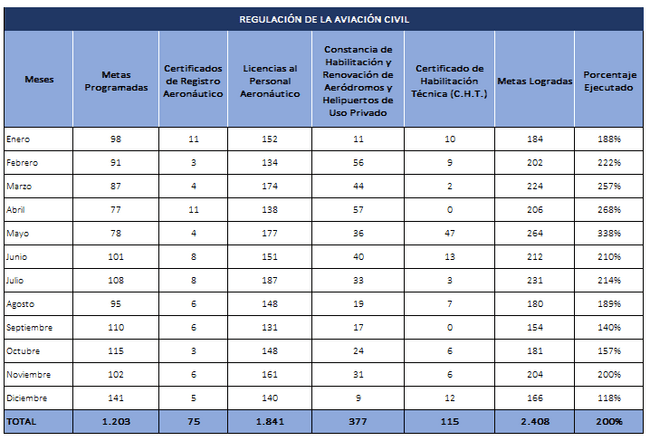 REGULACIÓN DE LA AVIACIÓN CIVIL
Meses | Metas Programadas | Certificados de Registro Aeronáutico | Licencias al Personal Aeronáutico | Constancia de Habilitación y Renovación de Aeródromos y Helipuertos de Uso Privado | Certificado de Habilitación Técnica (C.H.T.) | Metas Logradas | Porcentaje Ejecutado
Enero 98 11 152 11 10 184 188%
Febrero 91 3 134 56 9 202 222%
Marzo 87 4 174 44 2 224 257%
Abril 77 11 138 57 0 206 268%
Mayo 78 4 177 36 47 264 338%
Junio 101 8 151 40 13 212 210%
Julio 108 8 187 33 3 231 214%
Agosto 95 6 148 19 7 180 189%
Septiembre 110 6 131 17 0 154 140%
Octubre 115 3 148 24 6 181 157%
Noviembre 102 6 161 31 6 204 200%
Diciembre 141 5 140 9 12 166 118%
TOTAL 1.203 75 1.841 377 115 2.408 200%